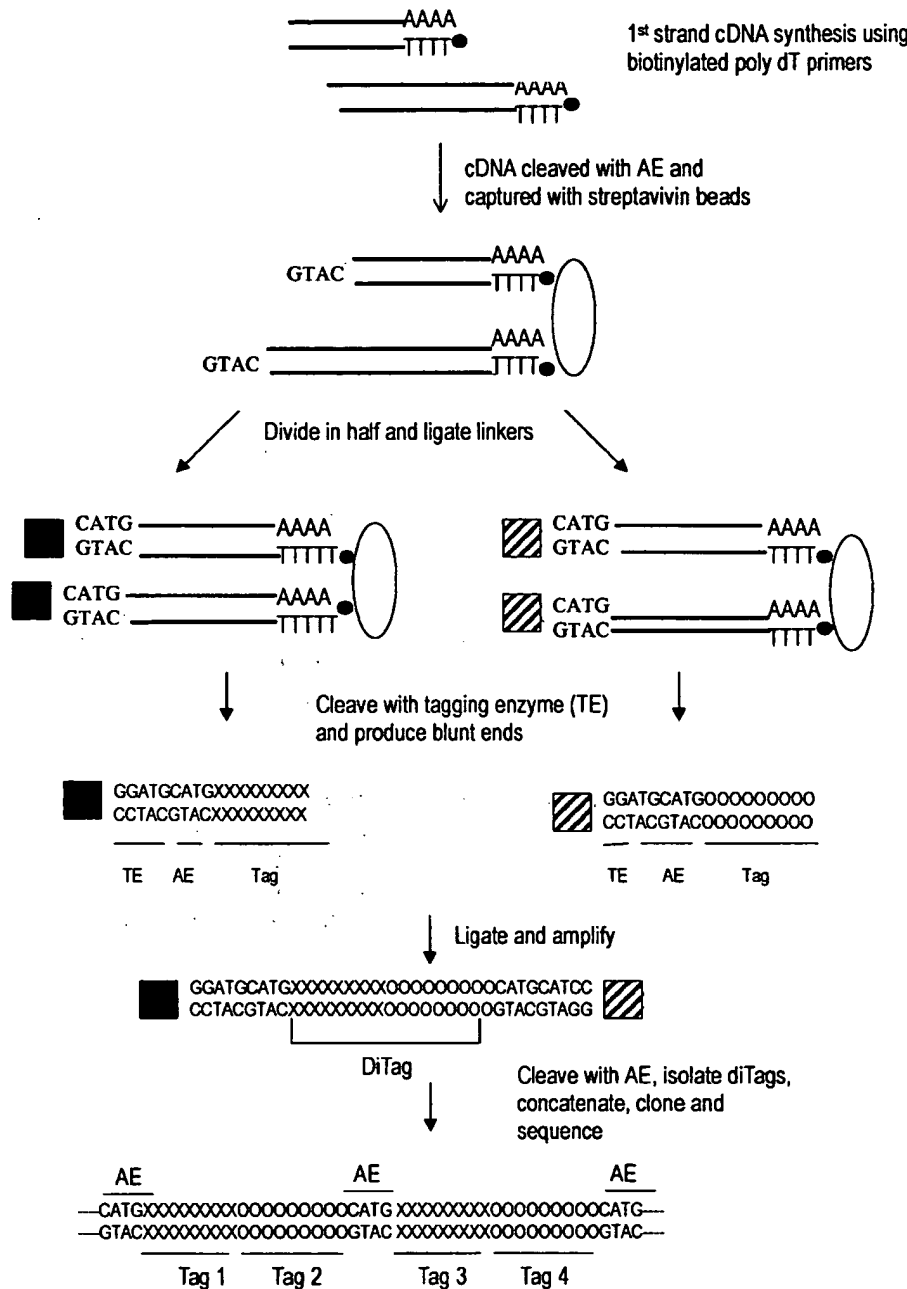 AAAA
TTTT
1st strand cDNA synthesis using
biotinylated poly dT primers
AAAA
TTTT
cDNA cleaved with AE and
captured with streptavivin beads
AAAA
GTAC TTTT
AAAA
GTAC TTTT
Divide in half and ligate linkers
CATG AAAA
GTAC TTTTT
CATG AAAA
GTAC TTTTT
CATG AAAA
GTAC TTTT
CATG AAAA
GTAC TTTT
Cleave with tagging enzyme (TE)
and produce blunt ends
GGATGCATGXXXXXXXXX
CCTACGTACXXXXXXXXX
TE AE Tag
GGATGCATGOOOOOOOOO
CCTACGTACOOOOOOOOO
TE AE Tag
Ligate and amplify
GGATGCATGXXXXXXXXXOOOOOOOOOCATGCATCC
CCTACGTACXXXXXXXXXOOOOOOOOOGTACGTAGG
DiTag
Cleave with AE, isolate diTags,
concatenate, clone and
sequence
AE AE AE
CATGXXXXXXXXXOOOOOOOOOCATGXXXXXXXXXOOOOOOOOOCATG
GTACXXXXXXXXXOOOOOOOOOGTACXXXXXXXXXOOOOOOOOOGTAC
Tag 1 Tag 2 Tag 3 Tag 4